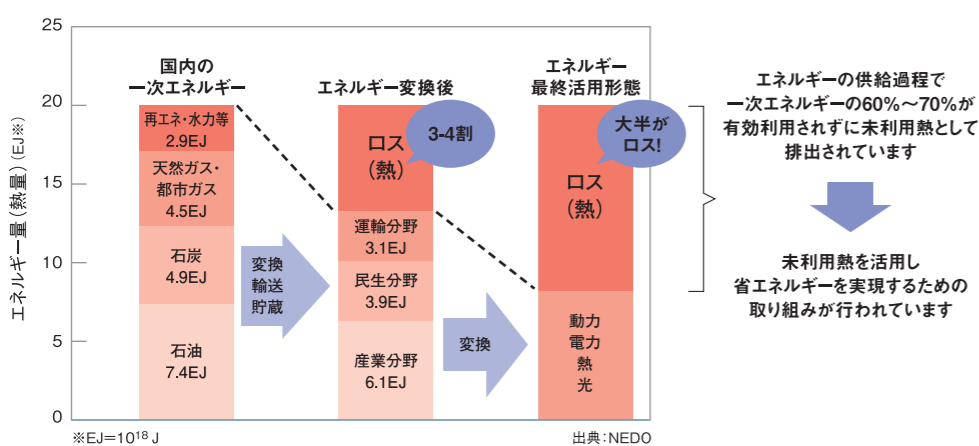 エネルギー量(熱量)(EJ※)
25
20
15
10
5
0
国内の
一次エネルギー
再エネ・水力等
2.9EJ
天然ガス・
都市ガス
4.5EJ
石炭
4.9EJ
石油
7.4EJ
変換
輸送
貯蔵
エネルギー変換後
ロス
(熱)
3-4割
運輸分野
3.1EJ
民生分野
3.9EJ
産業分野
6.1EJ
変換
エネルギー
最終活用形態
大半が
ロス!
ロス
(熱)
動力
電力
熱
光
エネルギーの供給過程で
一次エネルギーの60%〜70%が
有効利用されずに未利用熱として
排出されています
未利用熱を活用し
省エネルギーを実現するための
取り組みが行われています
※EJ=10¹⁸ J
出典:NEDO